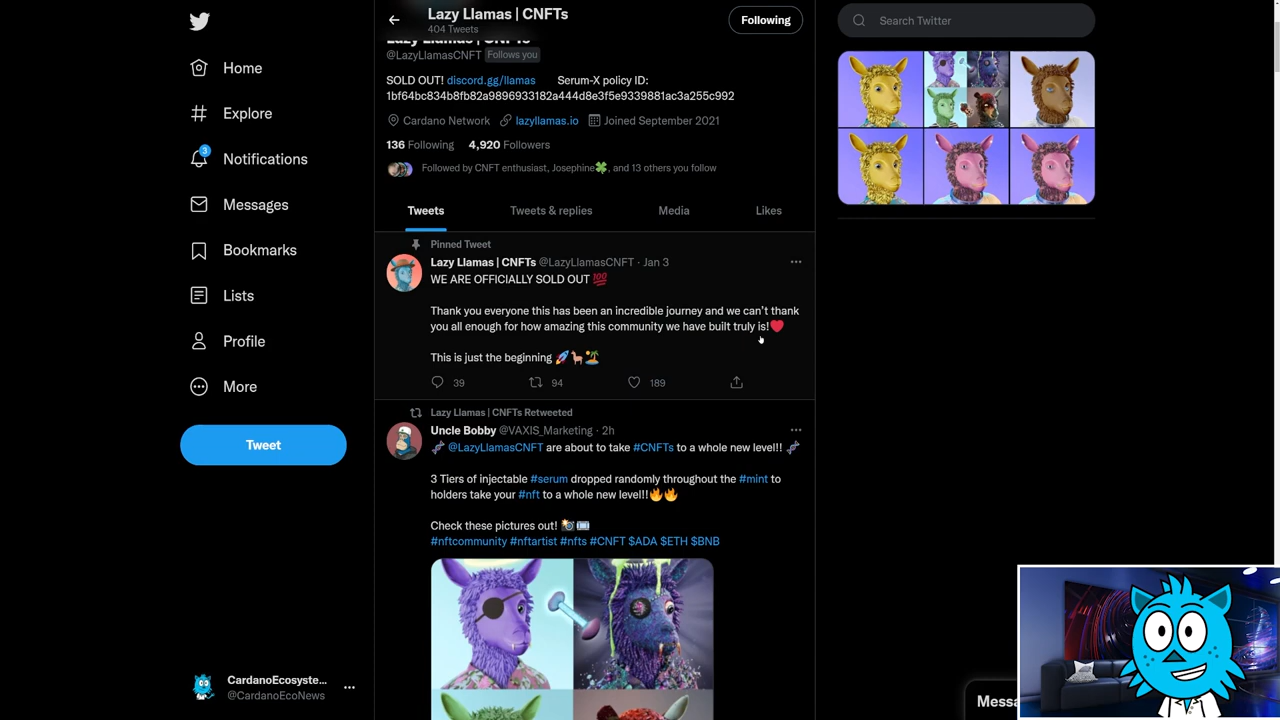 Home
Explore
3
Notifications
Messages
Bookmarks
Lists
Profile
More
Tweet
CardanoEcosyste...
@CardanoEcoNews
Lazy Llamas | CNFTs
404 Tweets
Following
Lazy Llamas | CNFTs
@LazyLlamasCNFT Follows you
SOLD OUT! discord.gg/llamas Serum-X policy ID:
1bf64bc834b8fb82a9896933182a444d8e3f5e9339881ac3a255c992
Cardano Network lazyllamas.io Joined September 2021
136 Following 4,920 Followers
Followed by CNFT enthusiast, Josephine🍀, and 13 others you follow
Tweets Tweets & replies Media Likes
Pinned Tweet
Lazy Llamas | CNFTs @LazyLlamasCNFT · Jan 3
WE ARE OFFICIALLY SOLD OUT 💯
Thank you everyone this has been an incredible journey and we can’t thank
you all enough for how amazing this community we have built truly is!❤️
This is just the beginning 🚀🦙🏝️
39 94 189
Lazy Llamas | CNFTs Retweeted
Uncle Bobby @VAXIS_Marketing · 2h
🧬 @LazyLlamasCNFT are about to take #CNFTs to a whole new level!! 🧬
3 Tiers of injectable #serum dropped randomly throughout the #mint to
holders take your #nft to a whole new level!!🔥🔥
Check these pictures out! 📸🎞️
#nftcommunity #nftartist #nfts #CNFT $ADA $ETH $BNB
Search Twitter
Messa